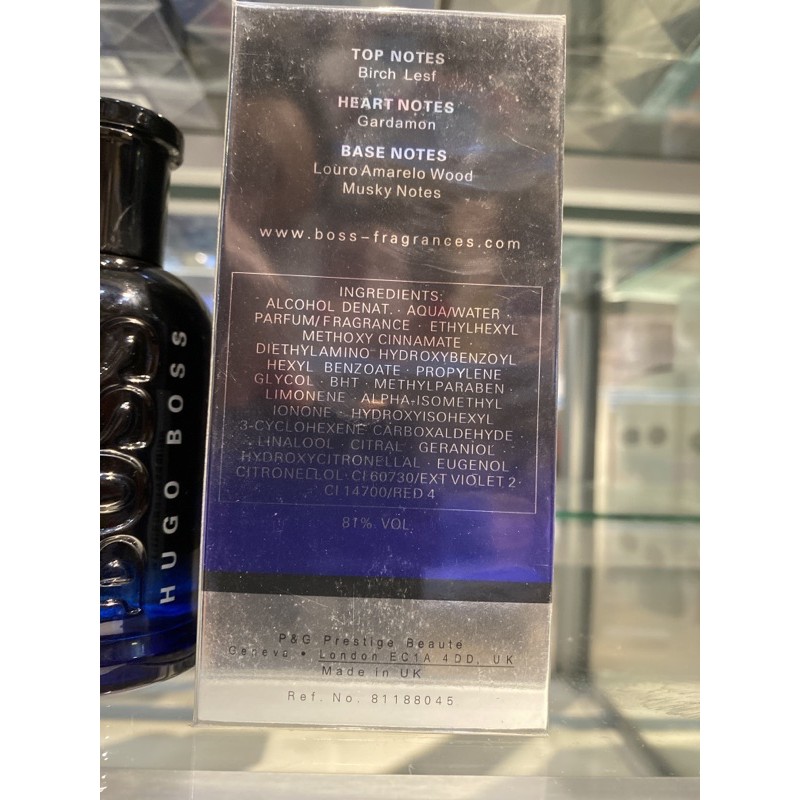 TOP NOTES
Birch Lesf
HEART NOTES
Gardamon
BASE NOTES
Louro Amarelo Wood
Musky Notes
www.boss-fragrances.com
INGREDIENTS:
ALCOHOL DENAT. · AQUA/WATER ·
PARFUM/FRAGRANCE · ETHYLHEXYL
METHOXY CINNAMATE ·
DIETHYLAMINO HYDROXYBENZOYL
HEXYL BENZOATE · PROPYLENE
GLYCOL · BHT · METHYLPARABEN ·
LIMONENE · ALPHA-ISOMETHYL
IONONE · HYDROXYISOHEXYL
3-CYCLOHEXENE CARBOXALDEHYDE ·
LINALOOL · CITRAL · GERANIOL ·
HYDROXYCITRONELLAL · EUGENOL ·
CITRONELLOL · CI 60730/EXT VIOLET 2 ·
CI 14700/RED 4
81% VOL.
P&G Prestige Beaute
Geneva • London EC1A 4DD, UK
Made in UK
Ref. No. 81188045
HUGO BOSS
BOSS